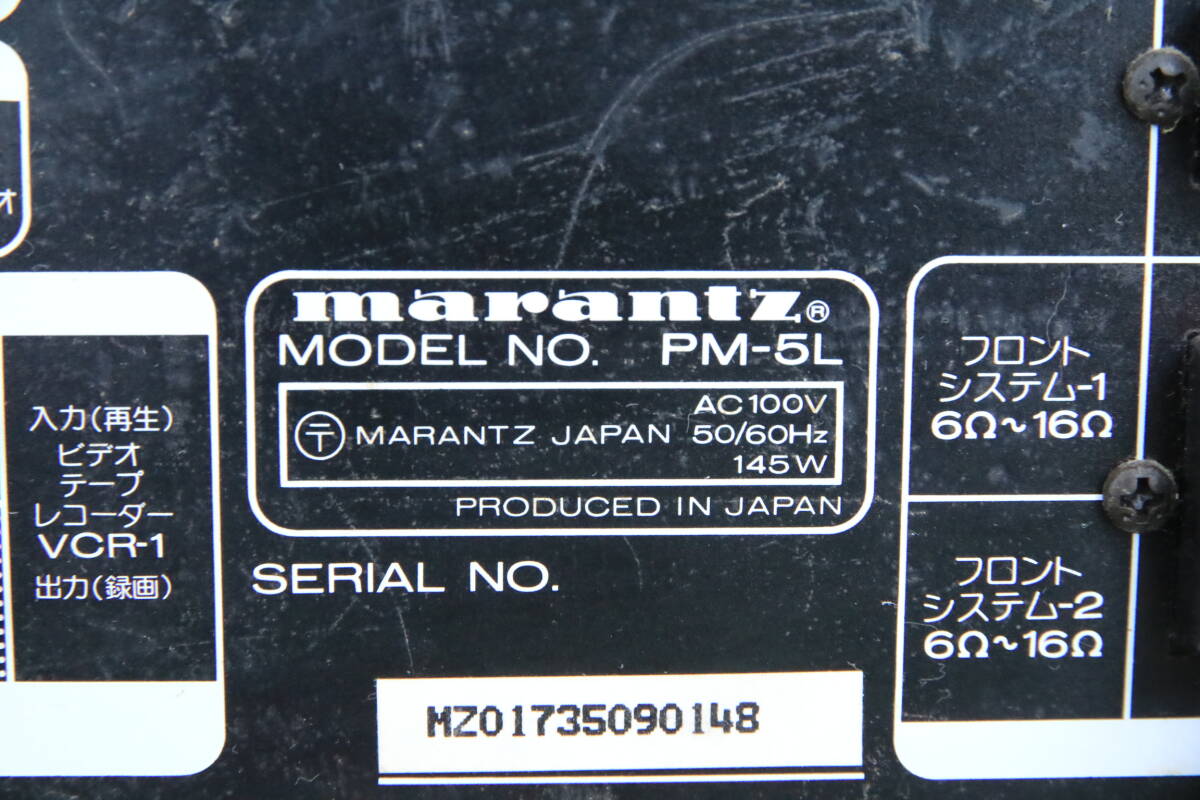 オ
入力(再生)
ビデオ
テープ
レコーダー
VCR-1
出力(録画)
marantz®
MODEL NO. PM-5L
〒 MARANTZ JAPAN
AC 100V
50/60Hz
145W
PRODUCED IN JAPAN
SERIAL NO.
MZ01735090148
フロント
システム-1
6Ω~16Ω
フロント
システム-2
6Ω~16Ω